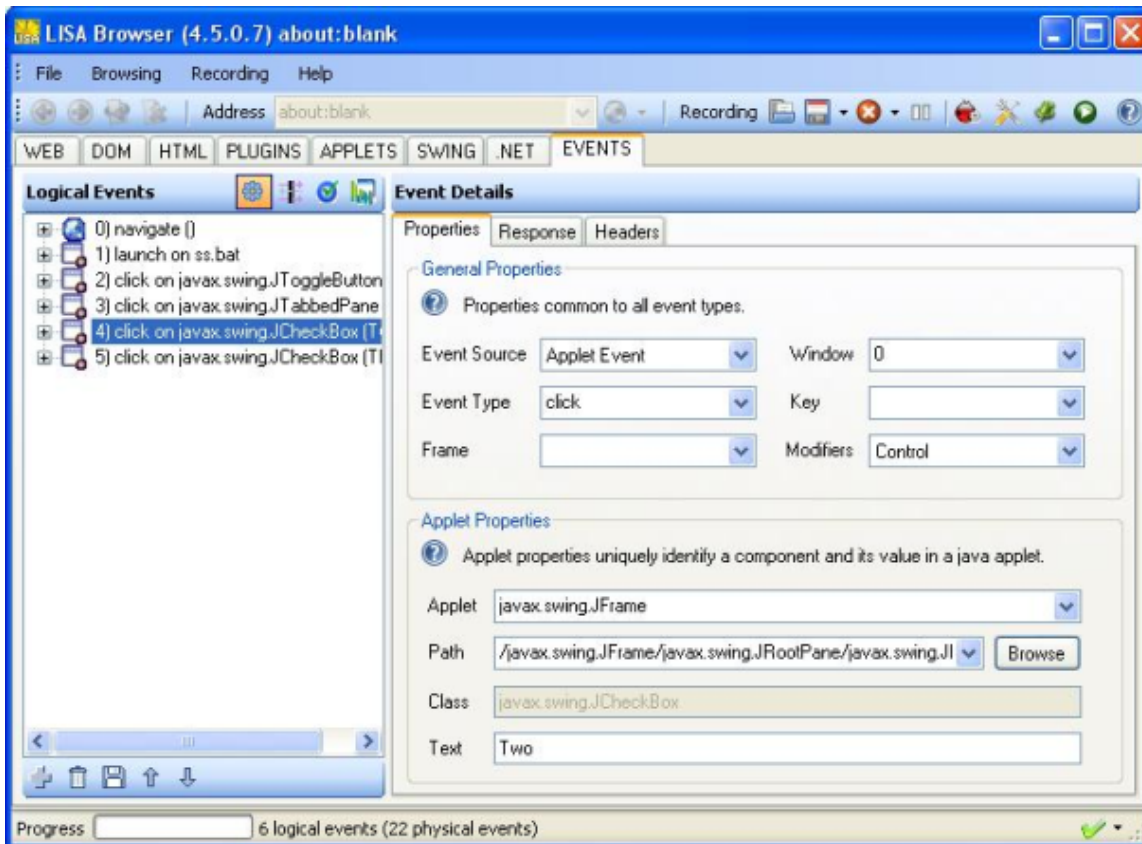 LISA Browser (4.5.0.7) about:blank
File Browsing Recording Help
Address about:blank Recording
WEB DOM HTML PLUGINS APPLETS SWING .NET EVENTS
Logical Events
0) navigate ()
1) launch on ss.bat
2) click on javax.swing.JToggleButton
3) click on javax.swing.JTabbedPane
4) click on javax.swing.JCheckBox (T
5) click on javax.swing.JCheckBox (T
Event Details
Properties Response Headers
General Properties
Properties common to all event types.
Event Source Applet Event Window 0
Event Type click Key
Frame Modifiers Control
Applet Properties
Applet properties uniquely identify a component and its value in a java applet.
Applet javax.swing.JFrame
Path /javax.swing.JFrame/javax.swing.JRootPane/javax.swing.Jl Browse
Class javax.swing.JCheckBox
Text Two
Progress 6 logical events (22 physical events)